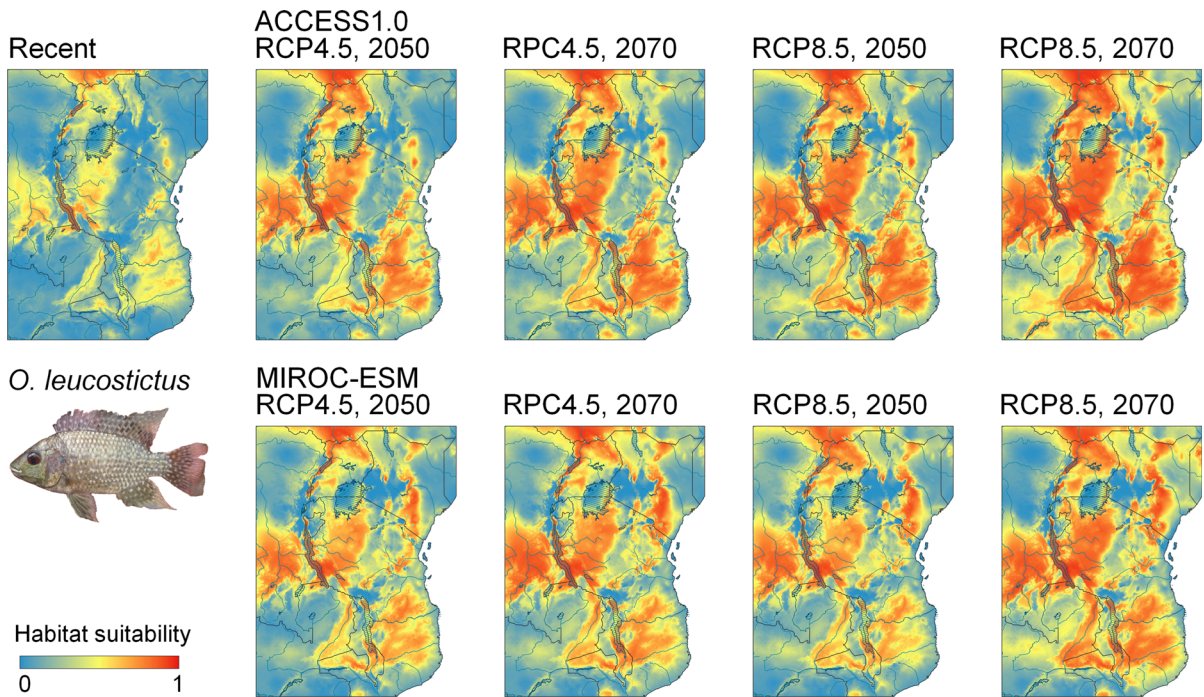 Recent
ACCESS1.0
RCP4.5, 2050
RPC4.5, 2070
RCP8.5, 2050
RCP8.5, 2070
O. leucostictus
MIROC-ESM
RCP4.5, 2050
RPC4.5, 2070
RCP8.5, 2050
RCP8.5, 2070
Habitat suitability
0
1